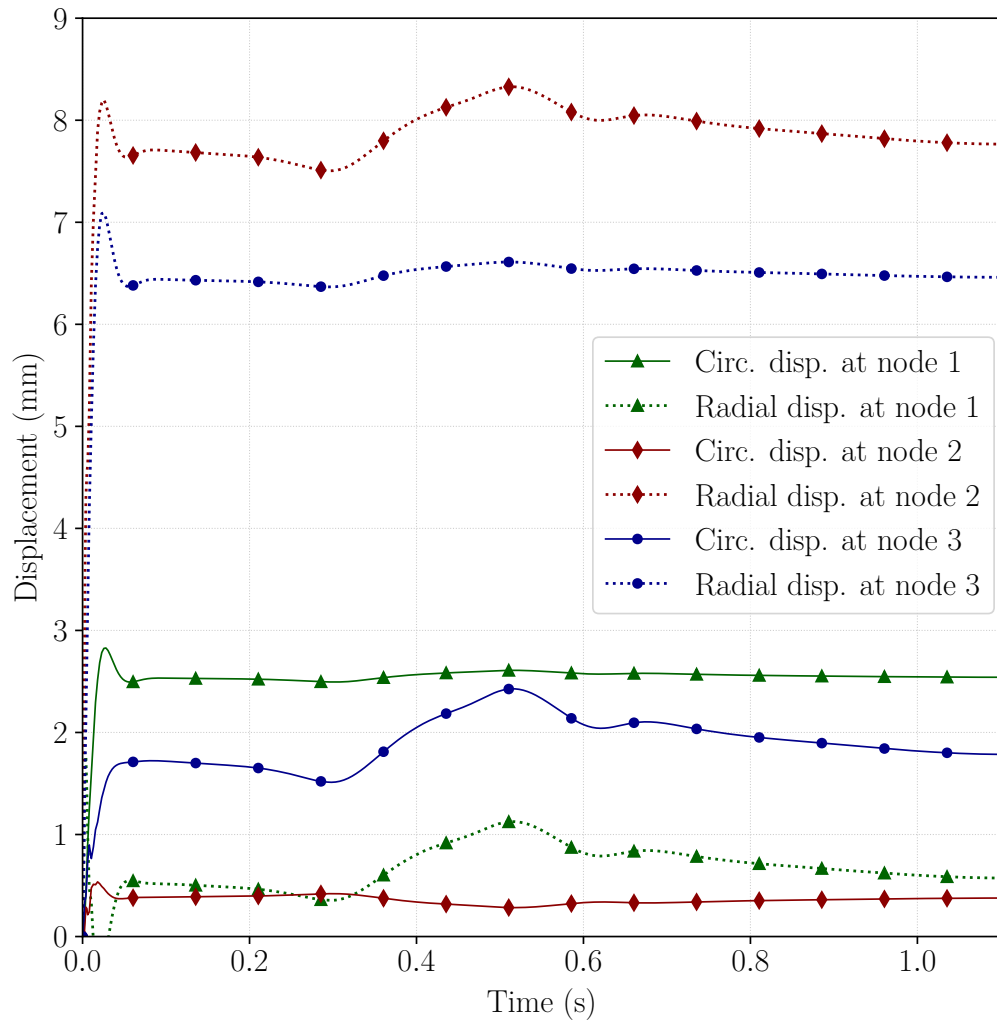 9
8
7
6
5
4
3
2
1
0
Displacement (mm)
Circ. disp. at node 1
Radial disp. at node 1
Circ. disp. at node 2
Radial disp. at node 2
Circ. disp. at node 3
Radial disp. at node 3
0.0 0.2 0.4 0.6 0.8 1.0
Time (s)